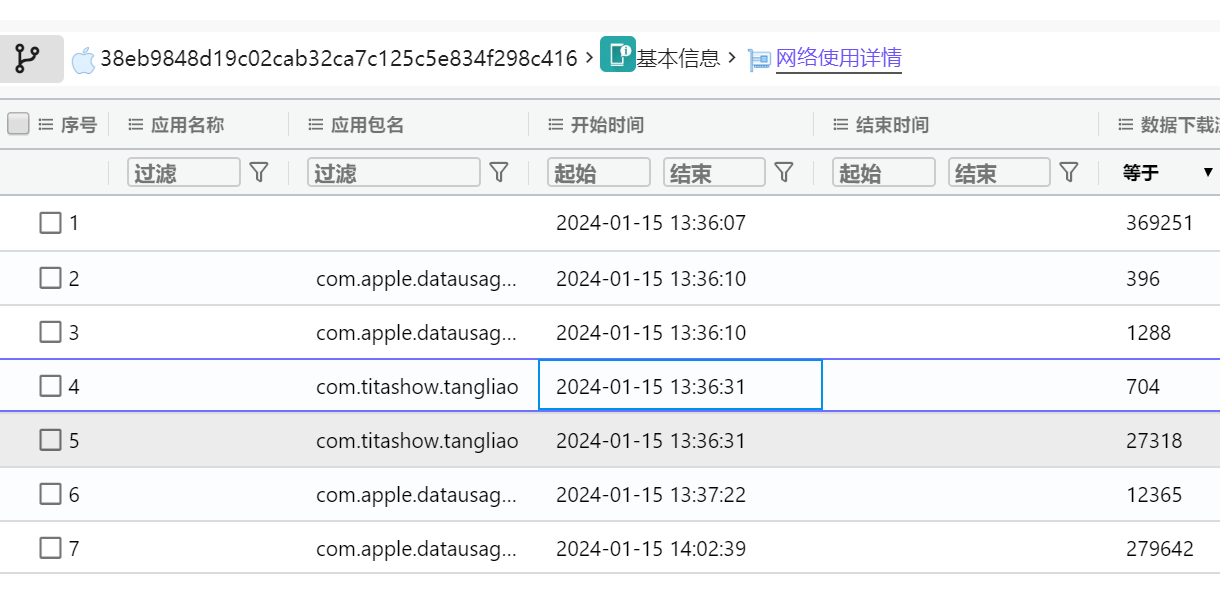 38eb9848d19c02cab32ca7c125c5e834f298c416 > 基本信息 > 网络使用详情
序号 应用名称 应用包名 开始时间 结束时间 数据下载
过滤 过滤 起始 结束 起始 结束 等于
1 2024-01-15 13:36:07 369251
2 com.apple.datausag... 2024-01-15 13:36:10 396
3 com.apple.datausag... 2024-01-15 13:36:10 1288
4 com.titashow.tangliao 2024-01-15 13:36:31 704
5 com.titashow.tangliao 2024-01-15 13:36:31 27318
6 com.apple.datausag... 2024-01-15 13:37:22 12365
7 com.apple.datausag... 2024-01-15 14:02:39 279642